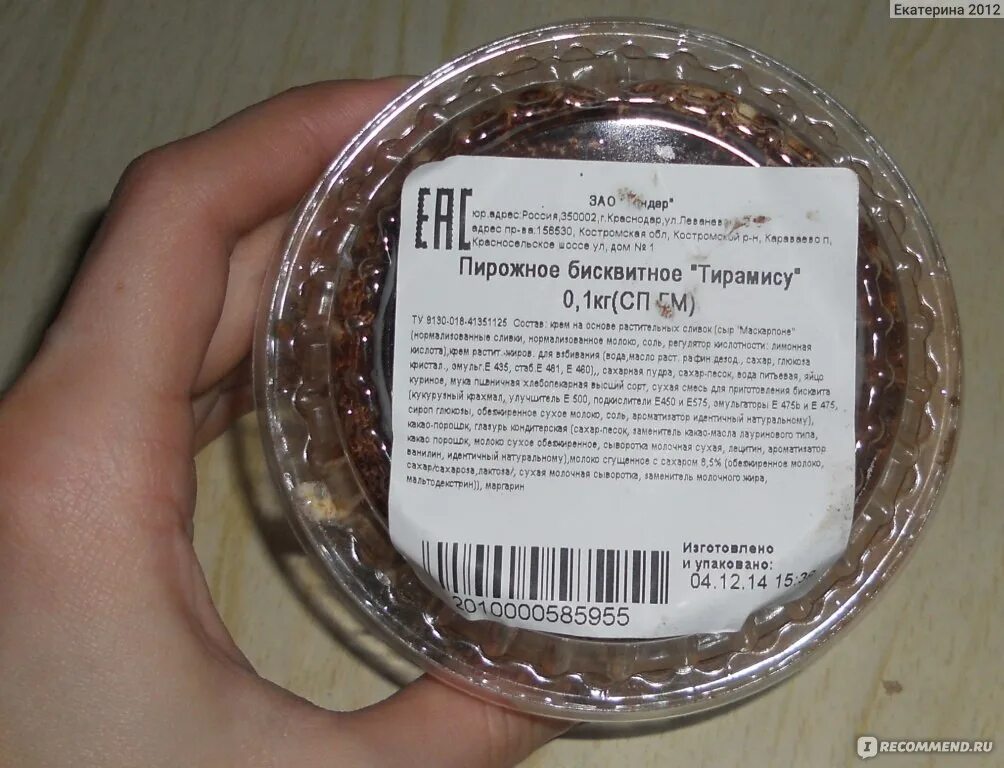 Екатерина 2012
EAC
ЗАО
юр.адрес:Россия,350002,г.Краснодар,ул.
адрес пр-ва:156530, Костромская обл, Костромской р-н, Караваево п,
Красносельское шоссе ул, дом № 1
Пирожное бисквитное "Тирамису"
0,1кг(СП ГМ)
ТУ 9130-018-41351125 Состав: крем на основе растительных сливок (сыр "Маскарпоне"
(нормализованные сливки, нормализованное молоко, соль, регулятор кислотности: лимонная
кислота),крем растит.-жиров. для взбивания (вода,масло раст. рафин дезод., сахар, глюкоза
кристал., эмульг.Е 435, стаб.Е 481, Е 460),, сахарная пудра, сахар-песок, вода питьевая, яйцо
куриное, мука пшеничная хлебопекарная высший сорт, сухая смесь для приготовления бисквита
(кукурузный крахмал, улучшитель Е 500, подкислители Е450 и Е575, эмульгаторы Е 475b и Е 475,
сироп глюкозы, обезжиренное сухое молоко, соль, ароматизатор идентичный натуральному),
какао-порошок, глазурь кондитерская (сахар-песок, заменитель какао-масла лауринового типа,
какао порошок, молоко сухое обезжиренное, сыворотка молочная сухая, лецитин, ароматизатор
ванилин, идентичный натуральному),молоко сгущенное с сахаром 8,5% (обезжиренное молоко,
сахар/сахароза,лактоза/, сухая молочная сыворотка, заменитель молочного жира,
мальтодекстрин)), маргарин
Изготовлено
и упаковано:
04.12.14
2010000585955
IRECOMMEND.RU